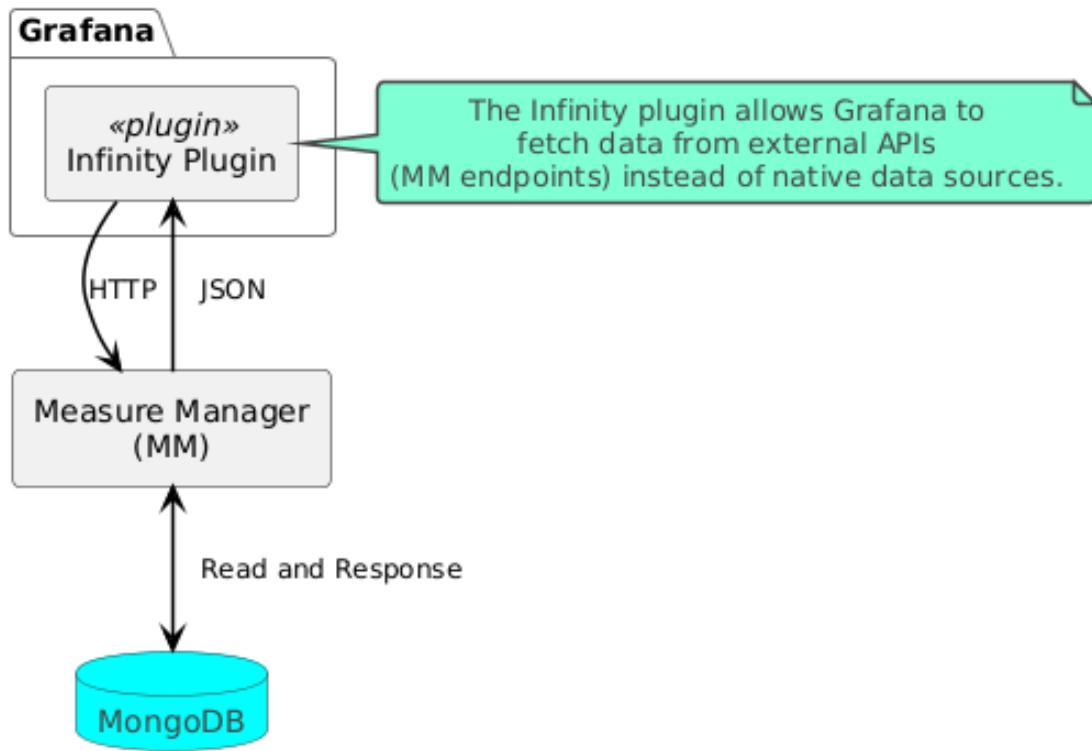 Grafana
«plugin»
Infinity Plugin
The Infinity plugin allows Grafana to
fetch data from external APIs
(MM endpoints) instead of native data sources.
HTTP
JSON
Measure Manager
(MM)
Read and Response
MongoDB